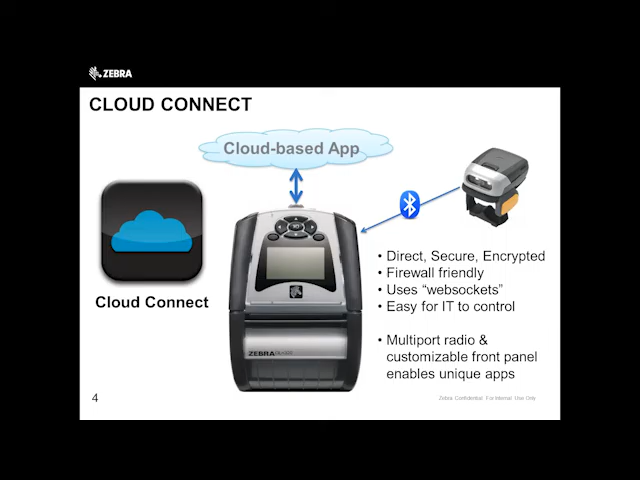 ZEBRA
CLOUD CONNECT
Cloud-based App
Cloud Connect
ZEBRA
• Direct, Secure, Encrypted
• Firewall friendly
• Uses “websockets”
• Easy for IT to control
• Multiport radio &
customizable front panel
enables unique apps
4
Zebra Confidential For Internal Use Only